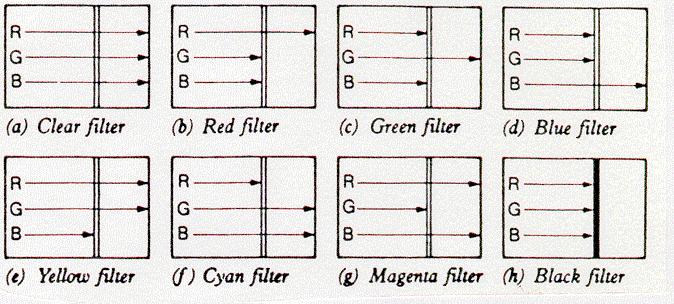 R R R R
G G G G
B B B B
(a) Clear filter (b) Red filter (c) Green filter (d) Blue filter
R R R R
G G G G
B B B B
(e) Yellow filter (f) Cyan filter (g) Magenta filter (h) Black filter